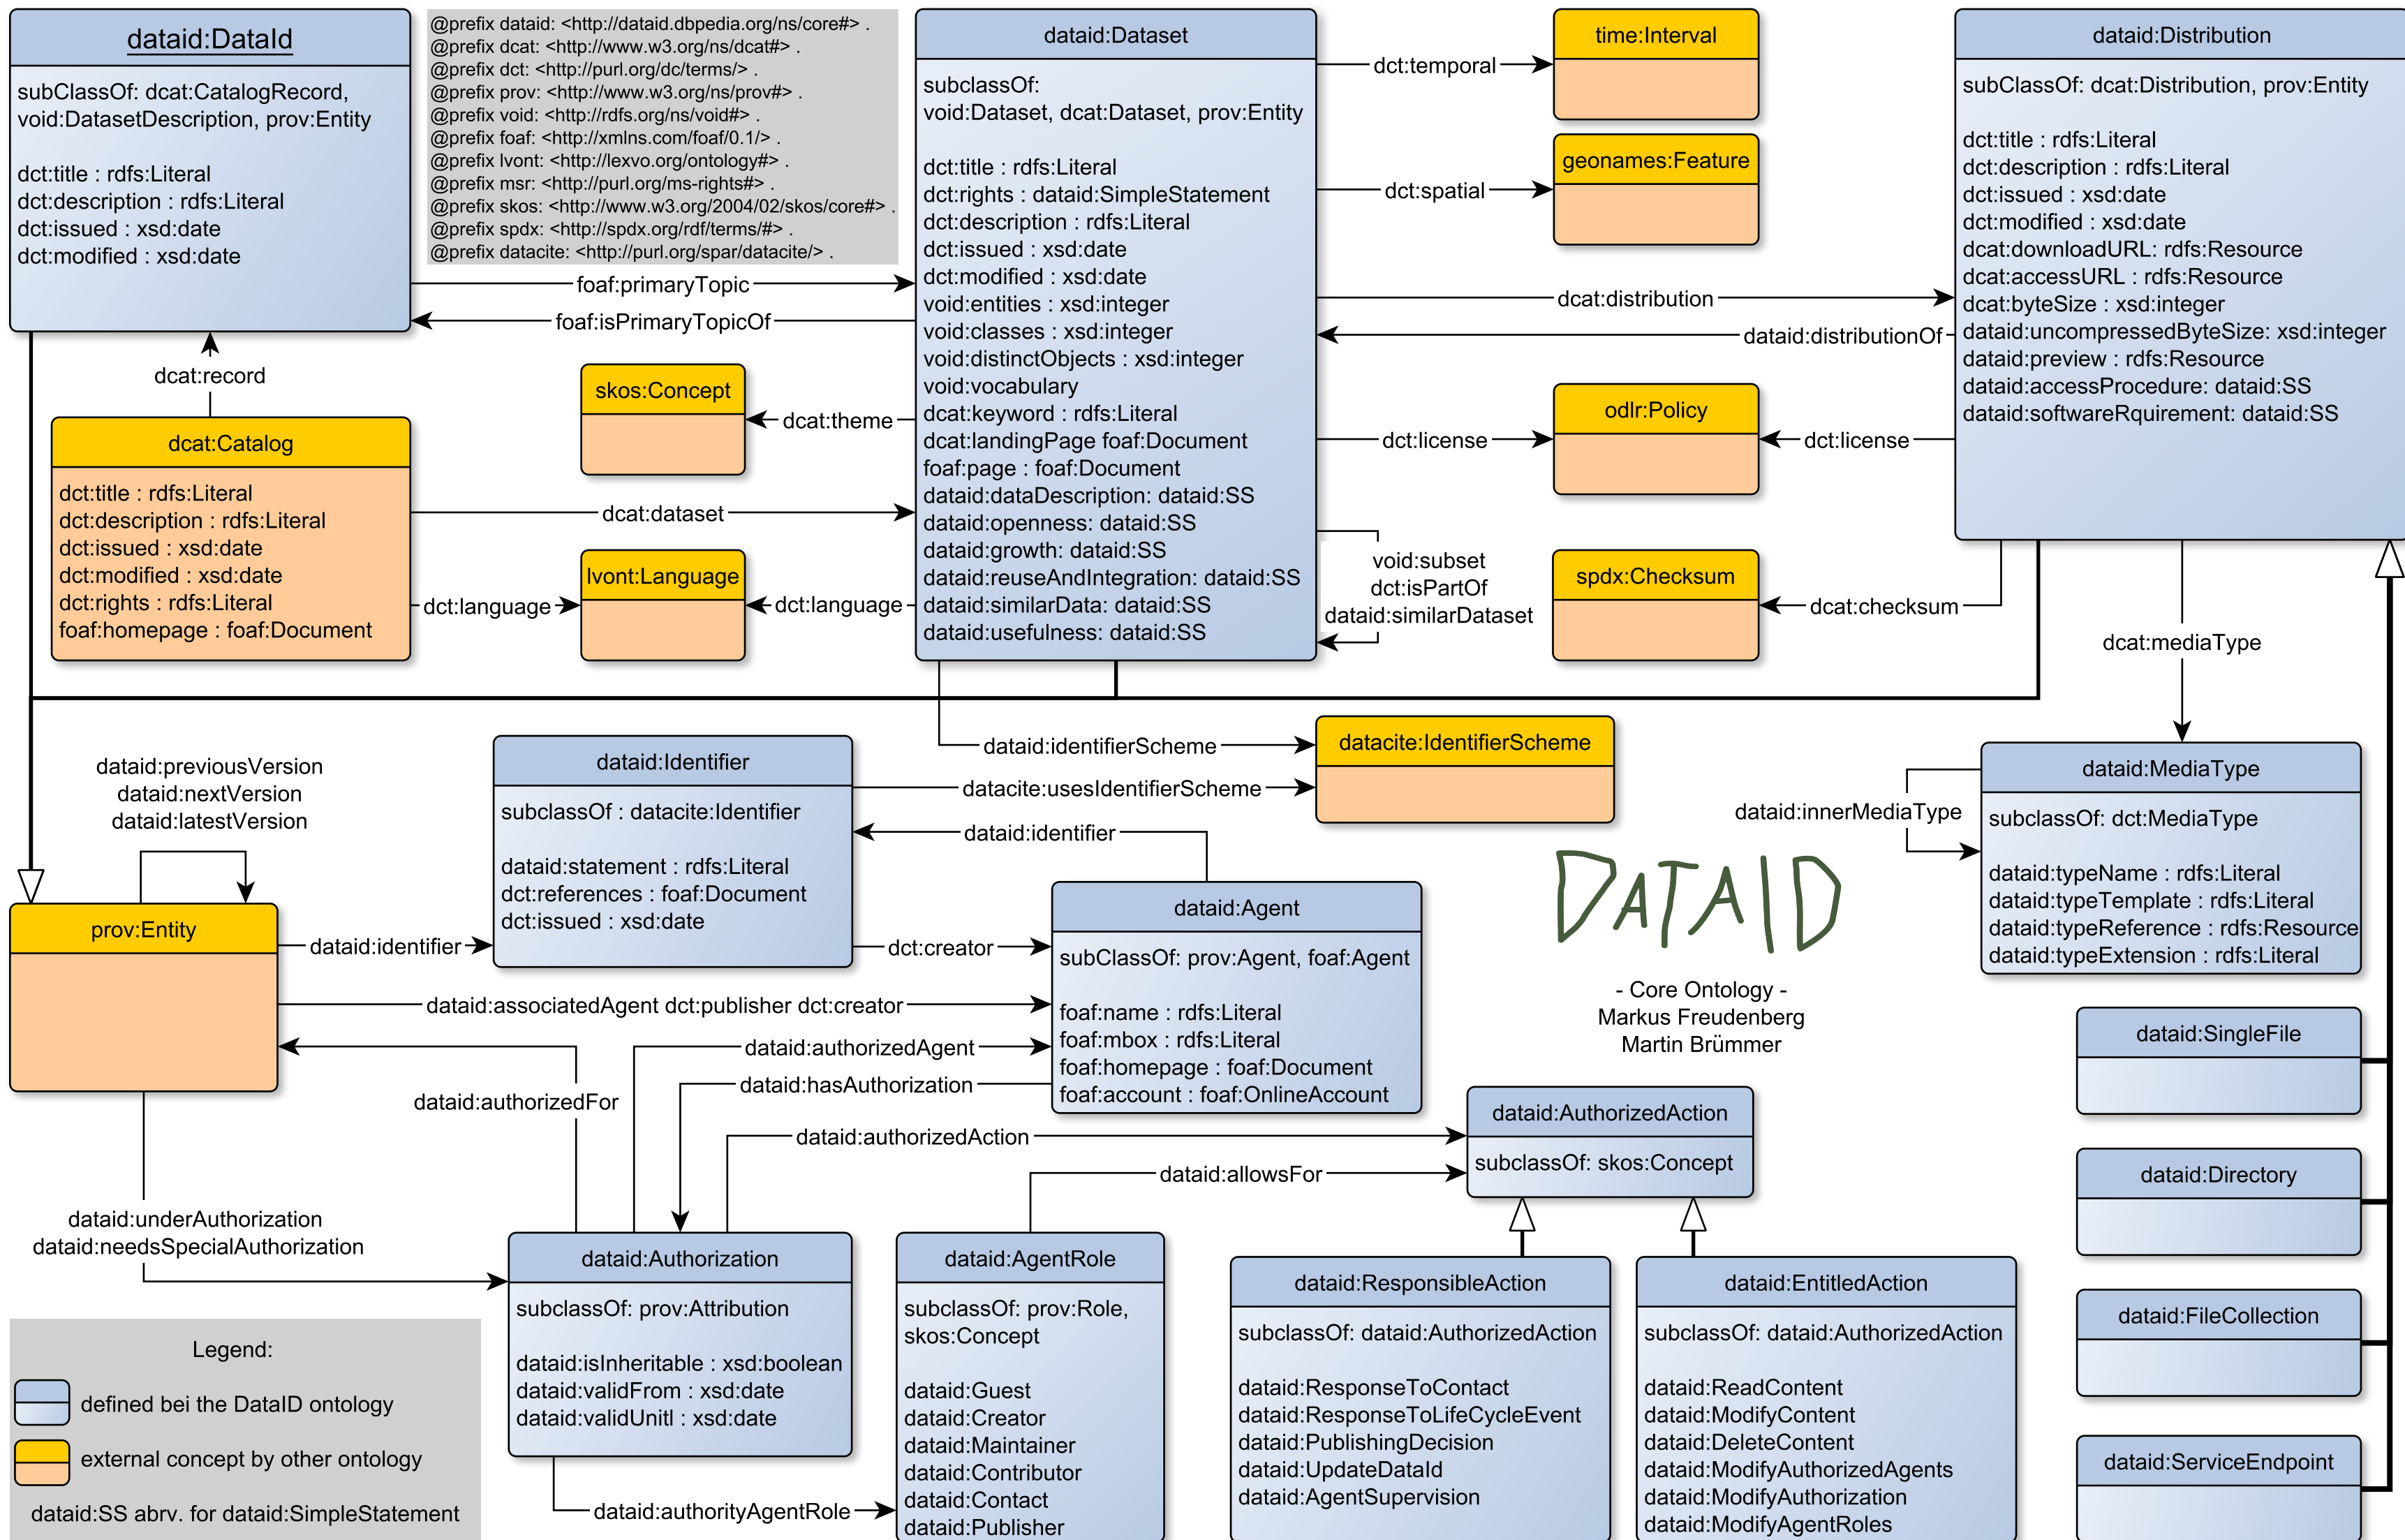 dataid:DataId
subClassOf: dcat:CatalogRecord,
void:DatasetDescription, prov:Entity
dct:title : rdfs:Literal
dct:description : rdfs:Literal
dct:issued : xsd:date
dct:modified : xsd:date
@prefix dataid: <http://dataid.dbpedia.org/ns/core#> .
@prefix dcat: <http://www.w3.org/ns/dcat#> .
@prefix dct: <http://purl.org/dc/terms/> .
@prefix prov: <http://www.w3.org/ns/prov#> .
@prefix void: <http://rdfs.org/ns/void#> .
@prefix foaf: <http://xmlns.com/foaf/0.1/> .
@prefix lvont: <http://lexvo.org/ontology#> .
@prefix msr: <http://purl.org/ms-rights#> .
@prefix skos: <http://www.w3.org/2004/02/skos/core#> .
@prefix spdx: <http://spdx.org/rdf/terms/#> .
@prefix datacite: <http://purl.org/spar/datacite/> .
dataid:Dataset
subclassOf:
void:Dataset, dcat:Dataset, prov:Entity
dct:title : rdfs:Literal
dct:rights : dataid:SimpleStatement
dct:description : rdfs:Literal
dct:issued : xsd:date
dct:modified : xsd:date
void:entities : xsd:integer
void:classes : xsd:integer
void:distinctObjects : xsd:integer
void:vocabulary
dcat:keyword : rdfs:Literal
dcat:landingPage foaf:Document
foaf:page : foaf:Document
dataid:dataDescription: dataid:SS
dataid:openness: dataid:SS
dataid:growth: dataid:SS
dataid:reuseAndIntegration: dataid:SS
dataid:similarData: dataid:SS
dataid:usefulness: dataid:SS
dct:temporal
time:Interval
dct:spatial
geonames:Feature
dataid:Distribution
subClassOf: dcat:Distribution, prov:Entity
dct:title : rdfs:Literal
dct:description : rdfs:Literal
dct:issued : xsd:date
dct:modified : xsd:date
dcat:downloadURL: rdfs:Resource
dcat:accessURL : rdfs:Resource
dcat:byteSize : xsd:integer
dataid:uncompressedByteSize: xsd:integer
dataid:preview : rdfs:Resource
dataid:accessProcedure: dataid:SS
dataid:softwareRquirement: dataid:SS
foaf:primaryTopic
foaf:isPrimaryTopicOf
dcat:distribution
dataid:distributionOf
dcat:record
skos:Concept
dcat:theme
dct:license
odlr:Policy
dct:license
dcat:Catalog
dct:title : rdfs:Literal
dct:description : rdfs:Literal
dct:issued : xsd:date
dct:modified : xsd:date
dct:rights : rdfs:Literal
foaf:homepage : foaf:Document
dcat:dataset
dct:language
lvont:Language
dct:language
void:subset
dct:isPartOf
dataid:similarDataset
spdx:Checksum
dcat:checksum
dcat:mediaType
dataid:identifierScheme
datacite:IdentifierScheme
datacite:usesIdentifierScheme
dataid:identifier
dataid:previousVersion
dataid:nextVersion
dataid:latestVersion
dataid:Identifier
subclassOf : datacite:Identifier
dataid:statement : rdfs:Literal
dct:references : foaf:Document
dct:issued : xsd:date
dataid:MediaType
subclassOf: dct:MediaType
dataid:typeName : rdfs:Literal
dataid:typeTemplate : rdfs:Literal
dataid:typeReference : rdfs:Resource
dataid:typeExtension : rdfs:Literal
dataid:innerMediaType
prov:Entity
dataid:identifier
dct:creator
dataid:Agent
subClassOf: prov:Agent, foaf:Agent
foaf:name : rdfs:Literal
foaf:mbox : rdfs:Literal
foaf:homepage : foaf:Document
foaf:account : foaf:OnlineAccount
DATAID
- Core Ontology -
Markus Freudenberg
Martin Brümmer
dataid:associatedAgent dct:publisher dct:creator
dataid:authorizedAgent
dataid:hasAuthorization
dataid:authorizedFor
dataid:authorizedAction
dataid:allowsFor
dataid:AuthorizedAction
subclassOf: skos:Concept
dataid:SingleFile
dataid:Directory
dataid:FileCollection
dataid:ServiceEndpoint
dataid:underAuthorization
dataid:needsSpecialAuthorization
dataid:Authorization
subclassOf: prov:Attribution
dataid:isInheritable : xsd:boolean
dataid:validFrom : xsd:date
dataid:validUnitl : xsd:date
dataid:authorityAgentRole
dataid:AgentRole
subclassOf: prov:Role,
skos:Concept
dataid:Guest
dataid:Creator
dataid:Maintainer
dataid:Contributor
dataid:Contact
dataid:Publisher
dataid:ResponsibleAction
subclassOf: dataid:AuthorizedAction
dataid:ResponseToContact
dataid:ResponseToLifeCycleEvent
dataid:PublishingDecision
dataid:UpdateDataId
dataid:AgentSupervision
dataid:EntitledAction
subclassOf: dataid:AuthorizedAction
dataid:ReadContent
dataid:ModifyContent
dataid:DeleteContent
dataid:ModifyAuthorizedAgents
dataid:ModifyAuthorization
dataid:ModifyAgentRoles
Legend:
defined bei the DataID ontology
external concept by other ontology
dataid:SS abrv. for dataid:SimpleStatement